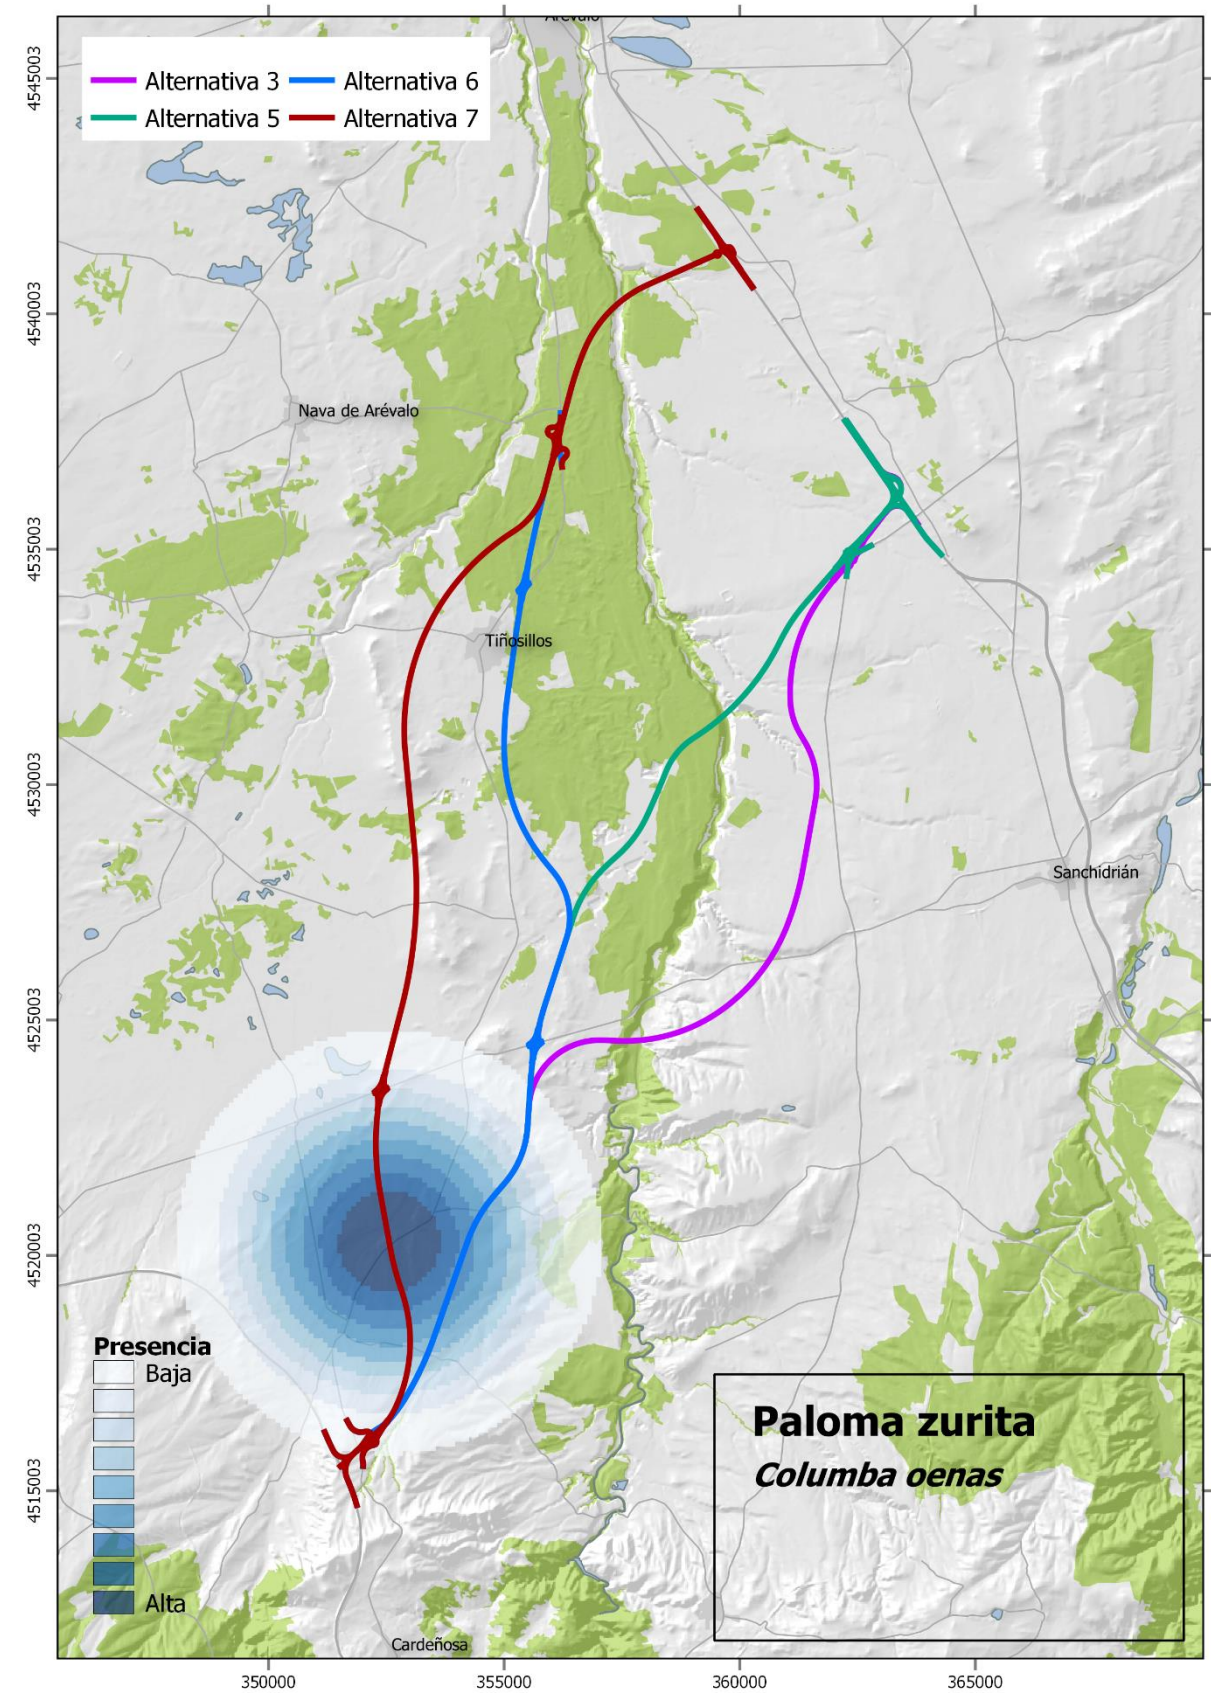 Arévalo
Alternativa 3 Alternativa 6
Alternativa 5 Alternativa 7
4545003
4540003
4535003
4530003
4525003
4520003
4515003
Nava de Arévalo
Tiñosillos
Sanchidrián
Presencia
Baja
Alta
Paloma zurita
Columba oenas
Cardeñosa
350000 355000 360000 365000